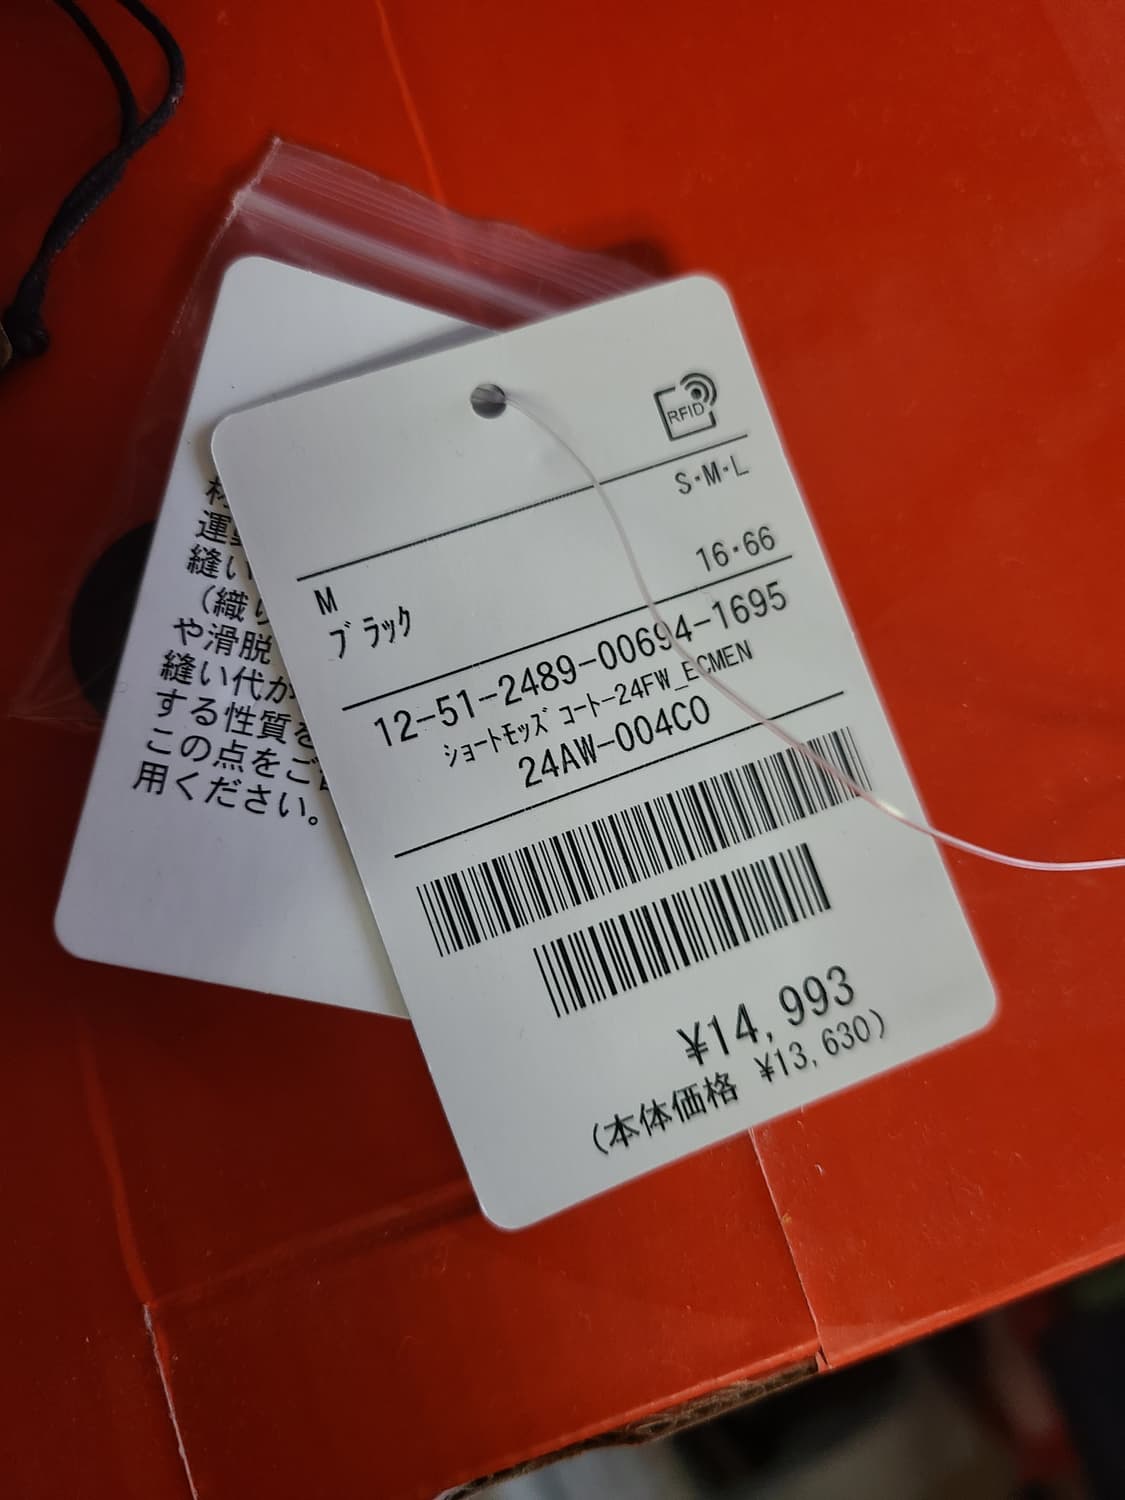 RFID
S・M・L
16・66
M
ブラック
12-51-2489-00694-1695
ショートモッズコート-24FW_ECMEN
24AW-004C0
¥14,993
(本体価格 ¥13,630)
運
縫い
(織り
や滑脱
縫い代か
する性質を
この点をご
用ください。